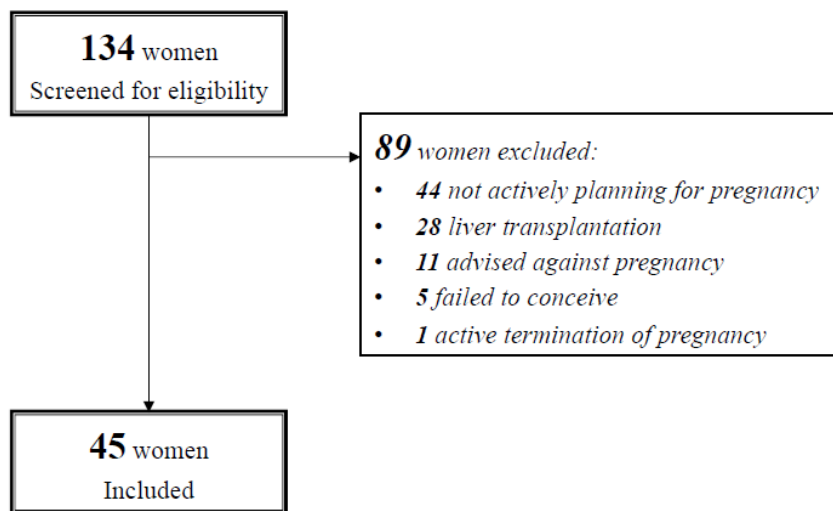 134 women
Screened for eligibility
89 women excluded:
• 44 not actively planning for pregnancy
• 28 liver transplantation
• 11 advised against pregnancy
• 5 failed to conceive
• 1 active termination of pregnancy
45 women
Included